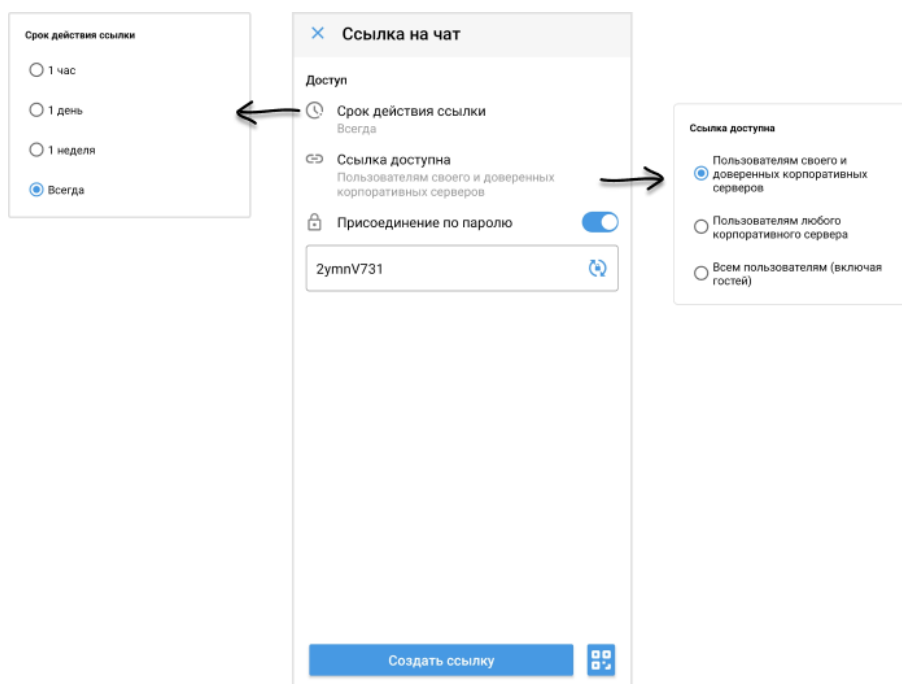 Срок действия ссылки
1 час
1 день
1 неделя
Всегда
Ссылка на чат
Доступ
Срок действия ссылки
Всегда
Ссылка доступна
Пользователям своего и доверенных
корпоративных серверов
Присоединение по паролю
2ymnV731
Создать ссылку
Ссылка доступна
Пользователям своего и
доверенных корпоративных
серверов
Пользователям любого
корпоративного сервера
Всем пользователям (включая
гостей)